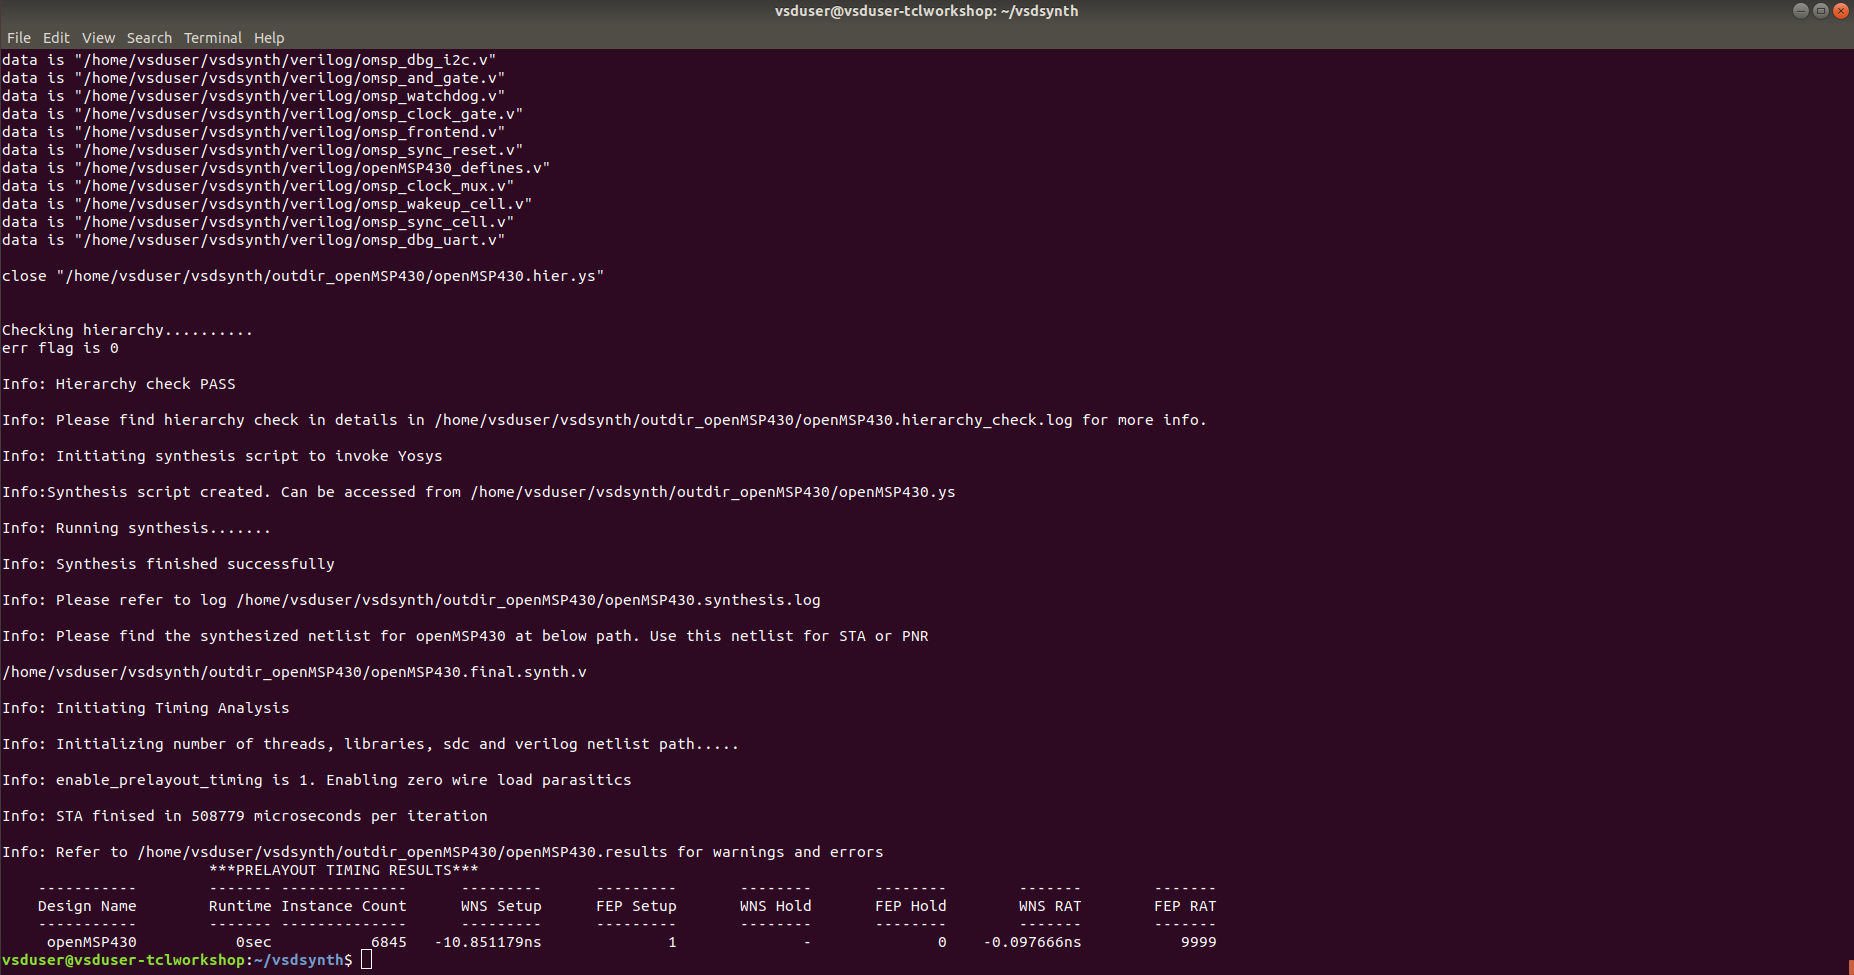 vsduser@vsduser-tclworkshop: ~/vsdsynth
File Edit View Search Terminal Help
data is "/home/vsduser/vsdsynth/verilog/omsp_dbg_i2c.v"
data is "/home/vsduser/vsdsynth/verilog/omsp_and_gate.v"
data is "/home/vsduser/vsdsynth/verilog/omsp_watchdog.v"
data is "/home/vsduser/vsdsynth/verilog/omsp_clock_gate.v"
data is "/home/vsduser/vsdsynth/verilog/omsp_frontend.v"
data is "/home/vsduser/vsdsynth/verilog/omsp_sync_reset.v"
data is "/home/vsduser/vsdsynth/verilog/openMSP430_defines.v"
data is "/home/vsduser/vsdsynth/verilog/omsp_clock_mux.v"
data is "/home/vsduser/vsdsynth/verilog/omsp_wakeup_cell.v"
data is "/home/vsduser/vsdsynth/verilog/omsp_sync_cell.v"
data is "/home/vsduser/vsdsynth/verilog/omsp_dbg_uart.v"
close "/home/vsduser/vsdsynth/outdir_openMSP430/openMSP430.hier.ys"
Checking hierarchy..........
err flag is 0
Info: Hierarchy check PASS
Info: Please find hierarchy check in details in /home/vsduser/vsdsynth/outdir_openMSP430/openMSP430.hierarchy_check.log for more info.
Info: Initiating synthesis script to invoke Yosys
Info:Synthesis script created. Can be accessed from /home/vsduser/vsdsynth/outdir_openMSP430/openMSP430.ys
Info: Running synthesis.......
Info: Synthesis finished successfully
Info: Please refer to log /home/vsduser/vsdsynth/outdir_openMSP430/openMSP430.synthesis.log
Info: Please find the synthesized netlist for openMSP430 at below path. Use this netlist for STA or PNR
/home/vsduser/vsdsynth/outdir_openMSP430/openMSP430.final.synth.v
Info: Initiating Timing Analysis
Info: Initializing number of threads, libraries, sdc and verilog netlist path.....
Info: enable_prelayout_timing is 1. Enabling zero wire load parasitics
Info: STA finised in 508779 microseconds per iteration
Info: Refer to /home/vsduser/vsdsynth/outdir_openMSP430/openMSP430.results for warnings and errors
***PRELAYOUT TIMING RESULTS***
----------- ------- -------------- --------- --------- -------- -------- ------- -------
Design Name Runtime Instance Count WNS Setup FEP Setup WNS Hold FEP Hold WNS RAT FEP RAT
----------- ------- -------------- --------- --------- -------- -------- ------- -------
openMSP430 0sec 6845 -10.851179ns 1 - 0 -0.097666ns 9999
vsduser@vsduser-tclworkshop:~/vsdsynth$